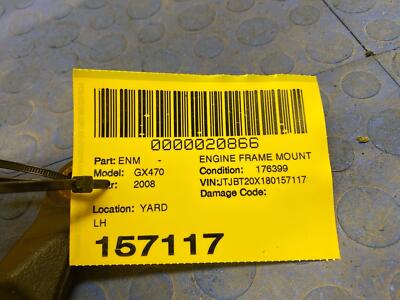 0000020866
Part: ENM - ENGINE FRAME MOUNT
Model: GX470 Condition: 176399
2008 VIN:JTJBT20X180157117
Damage Code:
Location: YARD
LH
157117